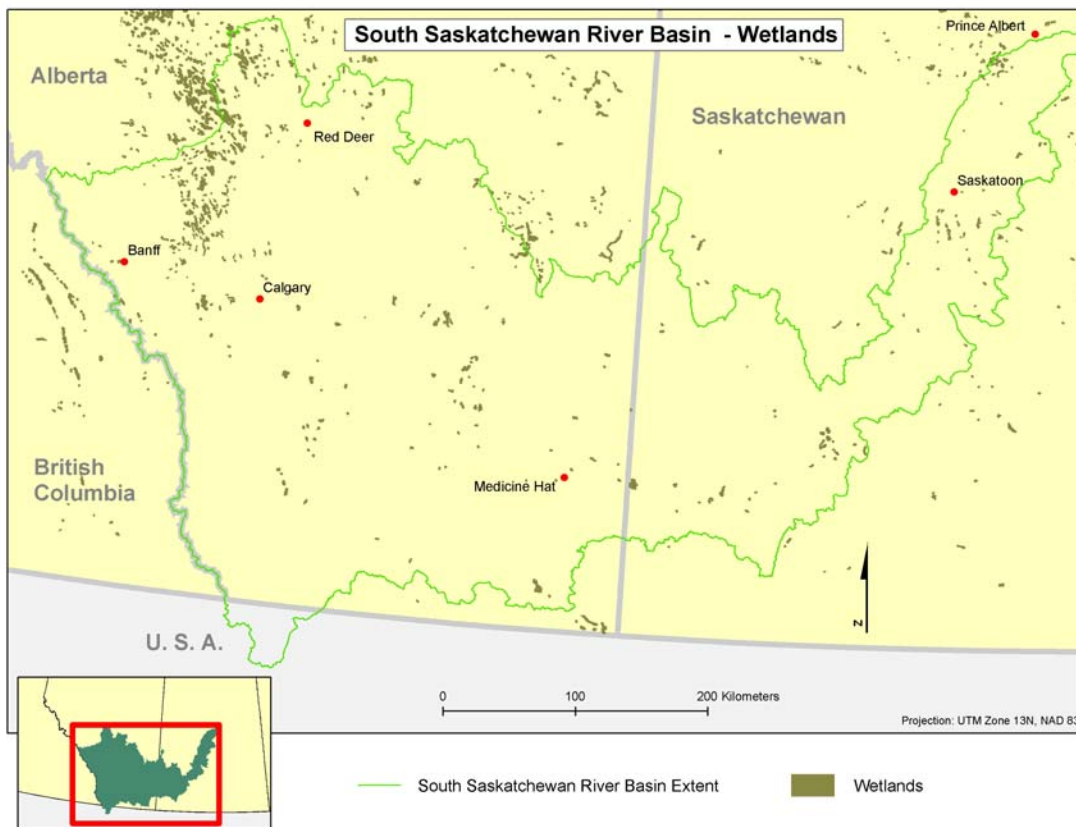 South Saskatchewan River Basin - Wetlands
Prince Albert
Alberta
Saskatchewan
Red Deer
Saskatoon
Banff
Calgary
British
Columbia
Medicine Hat
N
U. S. A.
0 100 200 Kilometers
Projection: UTM Zone 13N, NAD 83
South Saskatchewan River Basin Extent
Wetlands